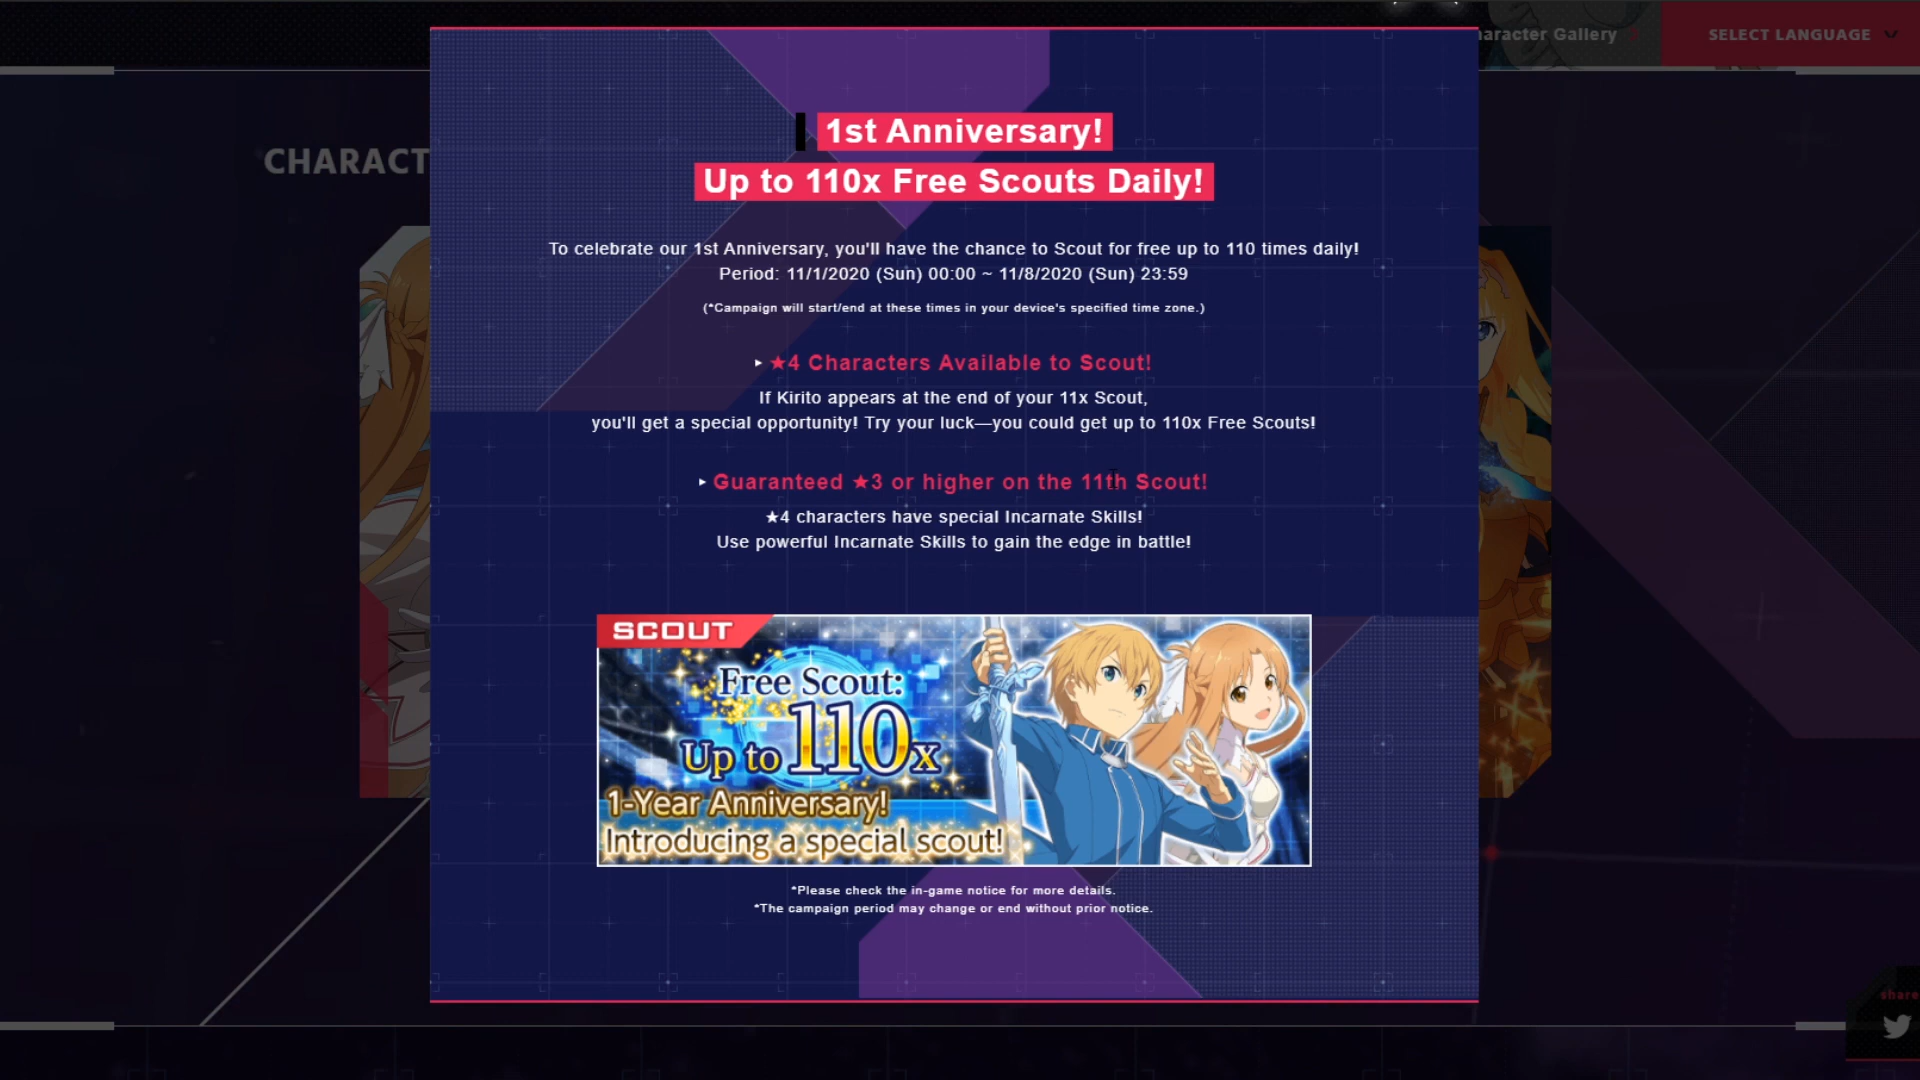 Character Gallery
SELECT LANGUAGE
CHARACT
1st Anniversary!
Up to 110x Free Scouts Daily!
To celebrate our 1st Anniversary, you'll have the chance to Scout for free up to 110 times daily!
Period: 11/1/2020 (Sun) 00:00 ~ 11/8/2020 (Sun) 23:59
(*Campaign will start/end at these times in your device's specified time zone.)
▸ ★4 Characters Available to Scout!
If Kirito appears at the end of your 11x Scout,
you'll get a special opportunity! Try your luck—you could get up to 110x Free Scouts!
▸ Guaranteed ★3 or higher on the 11th Scout!
★4 characters have special Incarnate Skills!
Use powerful Incarnate Skills to gain the edge in battle!
SCOUT
Free Scout:
Up to 110x
1-Year Anniversary!
Introducing a special scout!
*Please check the in-game notice for more details.
*The campaign period may change or end without prior notice.
share